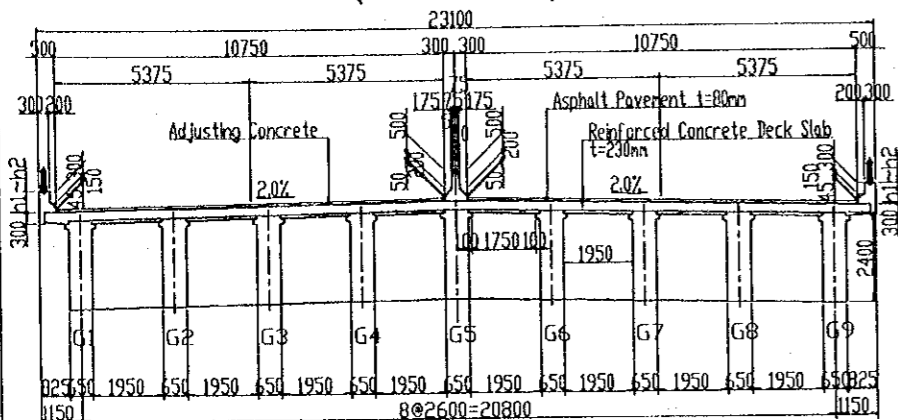 23100
500 10750 300 300 10750 500
5375 5375 5375 5375
300 200 175 75 175 200 300
Asphalt Pavement t=80mm
Adjusting Concrete
Reinforced Concrete Deck Slab
t=230mm
500 200 50 500 200 50
300 150 45 150 300 45
2.0% 2.0%
h1~h2 h1~h2
300 300
100 1750 100
1950
2400
G1 G2 G3 G4 G5 G6 G7 G8 G9
825 650 1950 650 1950 650 1950 650 1950 650 1950 650 1950 650 1950 650 1950 650 825
1150 8@2600=20800 1150